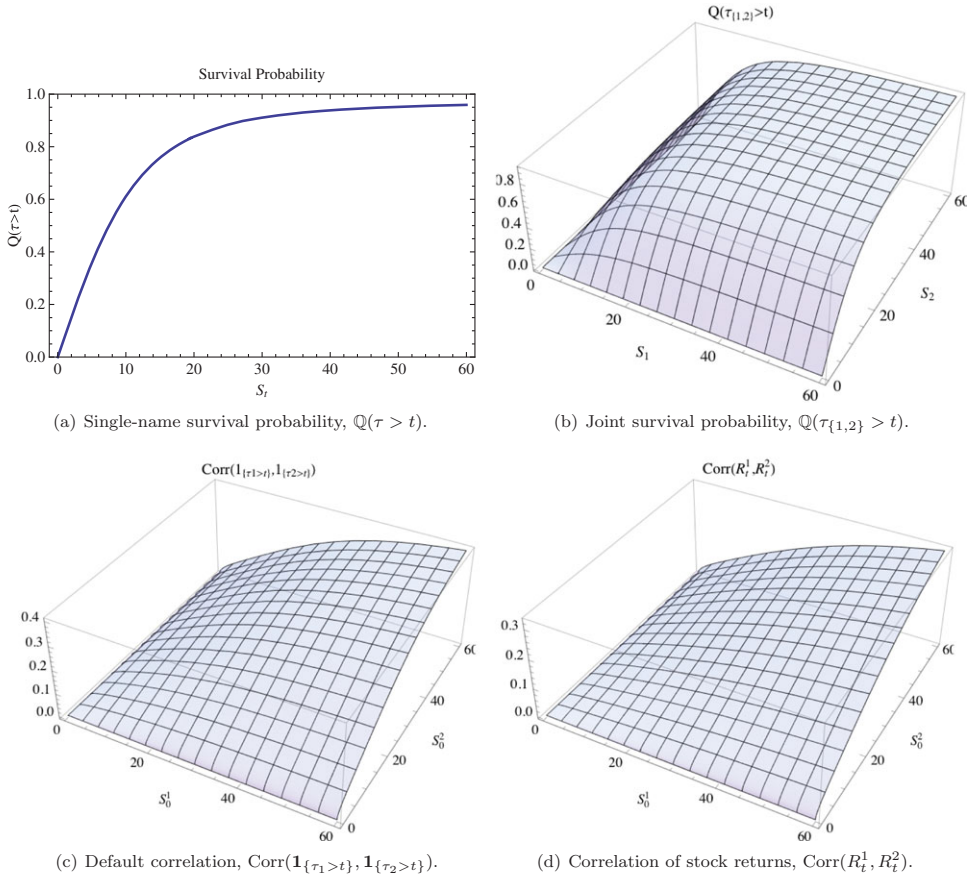 Survival Probability
1.0
0.8
0.6
0.4
0.2
0.0
Q(τ>t)
0 10 20 30 40 50 60
S_t
(a) Single-name survival probability, ℚ(τ > t).
Q(τ_{1,2}>t)
0.8
0.6
0.4
0.2
0.0
0 20 40 60
S_1
0 20 40 60
S_2
(b) Joint survival probability, ℚ(τ_{1,2} > t).
Corr(1_{τ1>t},1_{τ2>t})
0.4
0.3
0.2
0.1
0.0
0 20 40 60
S_0^1
0 20 40 60
S_0^2
(c) Default correlation, Corr(𝟏_{τ_1>t}, 𝟏_{τ_2>t}).
Corr(R_t^1,R_t^2)
0.3
0.2
0.1
0.0
0 20 40 60
S_0^1
0 20 40 60
S_0^2
(d) Correlation of stock returns, Corr(R_t^1, R_t^2).